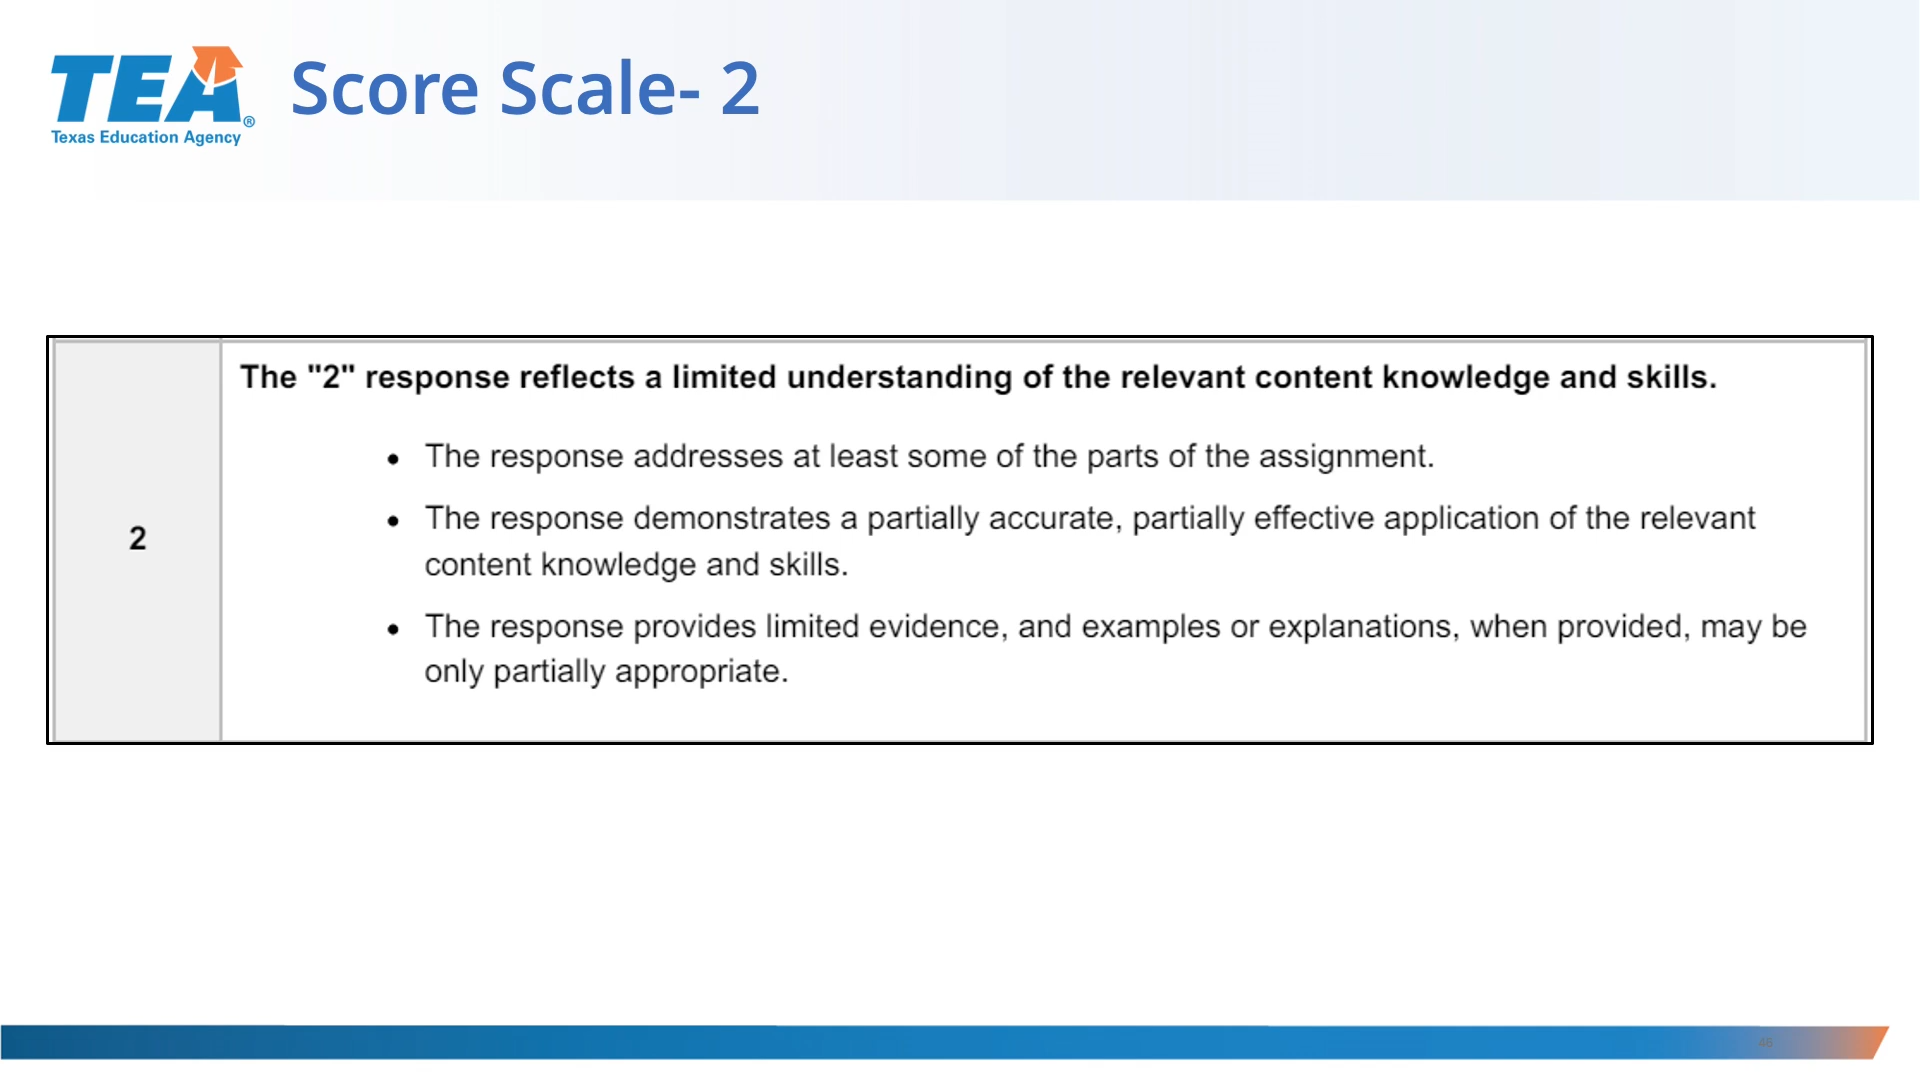 TEA®
Texas Education Agency
Score Scale- 2
2
The "2" response reflects a limited understanding of the relevant content knowledge and skills.
• The response addresses at least some of the parts of the assignment.
• The response demonstrates a partially accurate, partially effective application of the relevant
content knowledge and skills.
• The response provides limited evidence, and examples or explanations, when provided, may be
only partially appropriate.
46